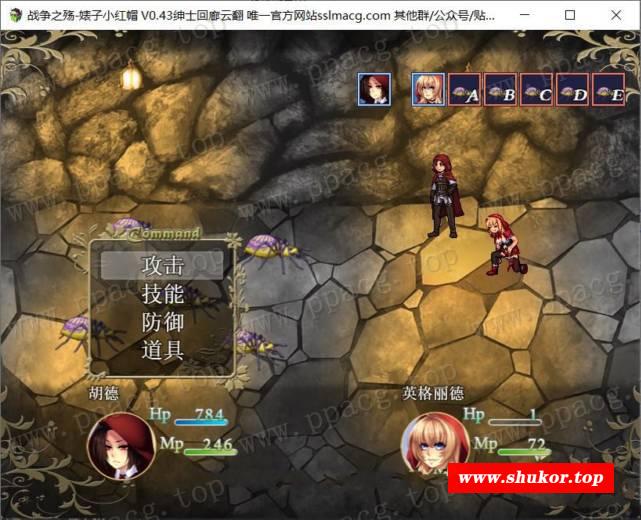 战争之殇-婊子小红帽 V0.43绅士回廊云翻 唯一官方网站sslmacg.com 其他群/公众号/贴...
A B C D E
Command
攻击
技能
防御
道具
胡德
Hp 784
Mp 246
英格丽德
Hp 1
Mp 72
www.shukor.top
www.ppacg.top